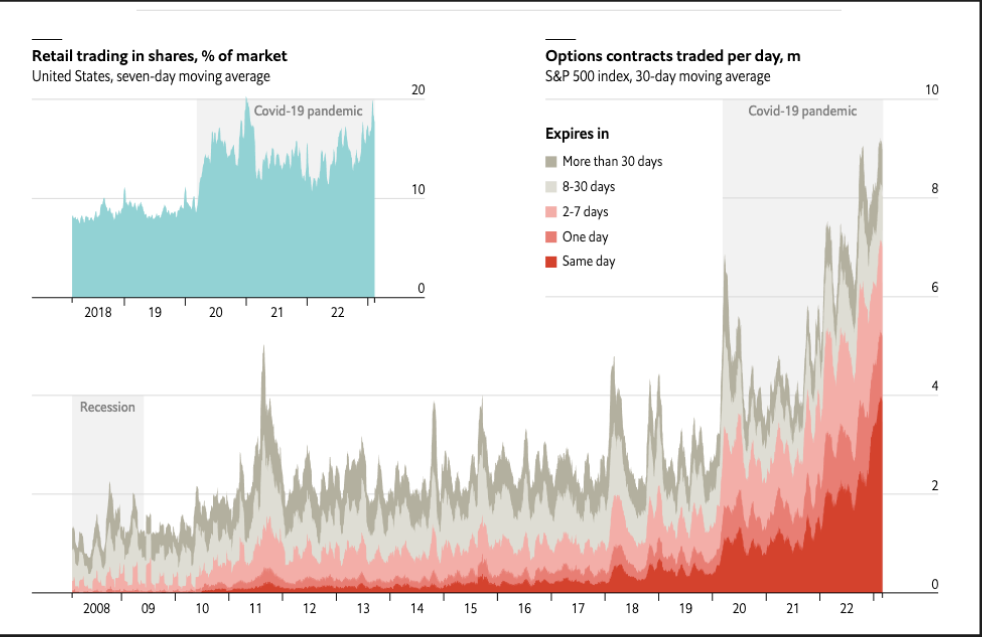 Retail trading in shares, % of market
United States, seven-day moving average
20
Covid-19 pandemic
10
0
2018 19 20 21 22
Options contracts traded per day, m
S&P 500 index, 30-day moving average
10
Covid-19 pandemic
Expires in
More than 30 days
8-30 days
2-7 days
One day
Same day
8
6
4
Recession
2
0
2008 09 10 11 12 13 14 15 16 17 18 19 20 21 22